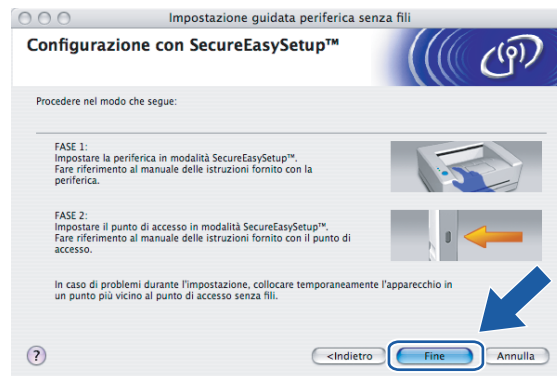 Impostazione guidata periferica senza fili
Configurazione con SecureEasySetup™
Procedere nel modo che segue:
FASE 1:
Impostare la periferica in modalità SecureEasySetup™.
Fare riferimento al manuale delle istruzioni fornito con la
periferica.
FASE 2:
Impostare il punto di accesso in modalità SecureEasySetup™.
Fare riferimento al manuale delle istruzioni fornito con il punto di
accesso.
In caso di problemi durante l'impostazione, collocare temporaneamente l'apparecchio in
un punto più vicino al punto di accesso senza fili.
?
<Indietro
Fine
Annulla